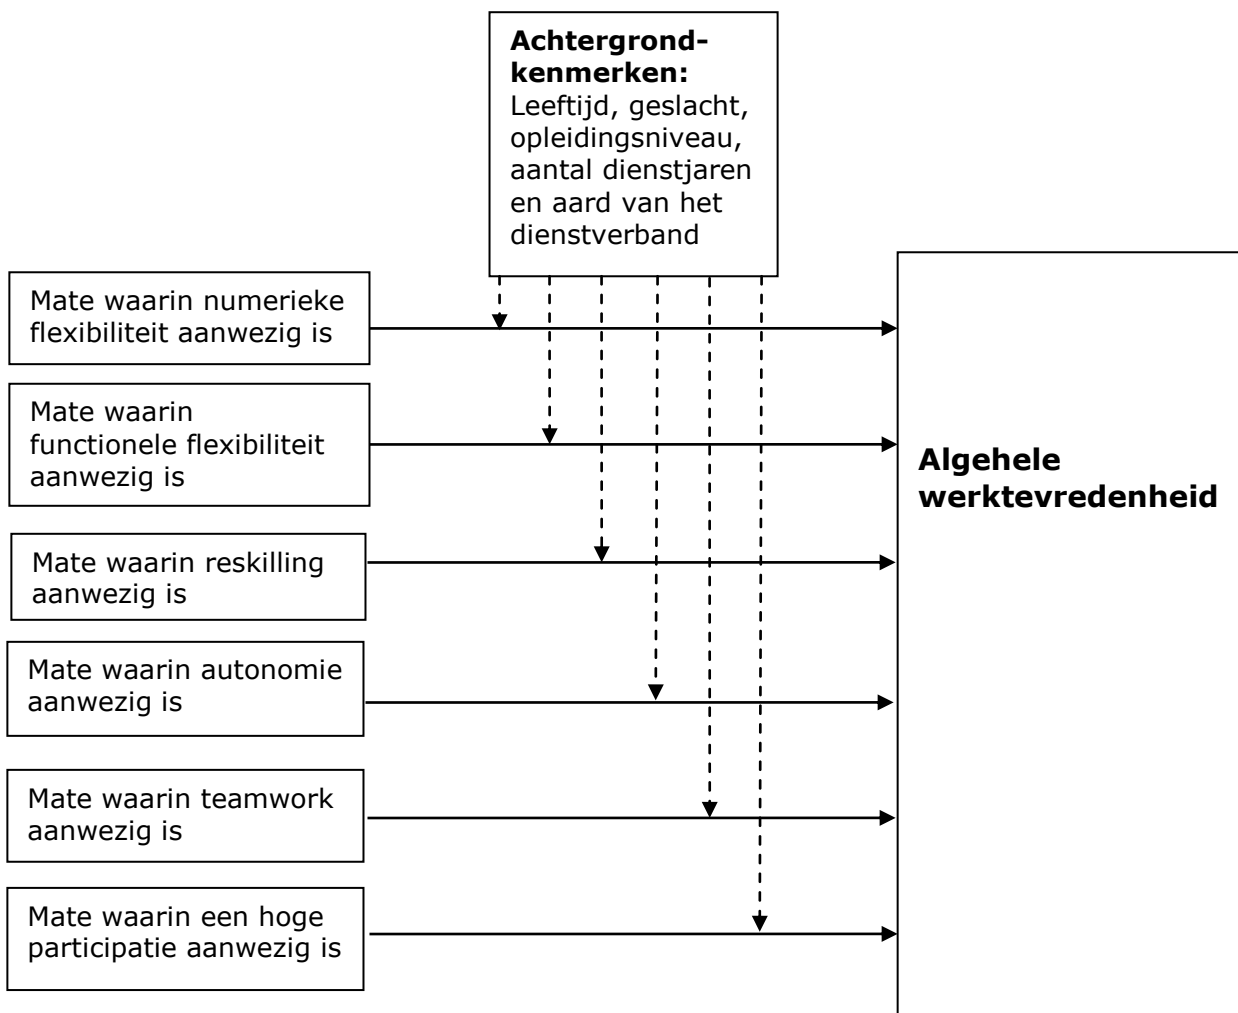 Achtergrond-
kenmerken:
Leeftijd, geslacht,
opleidingsniveau,
aantal dienstjaren
en aard van het
dienstverband
Mate waarin numerieke
flexibiliteit aanwezig is
Mate waarin
functionele flexibiliteit
aanwezig is
Algehele
werktevredenheid
Mate waarin reskilling
aanwezig is
Mate waarin autonomie
aanwezig is
Mate waarin teamwork
aanwezig is
Mate waarin een hoge
participatie aanwezig is